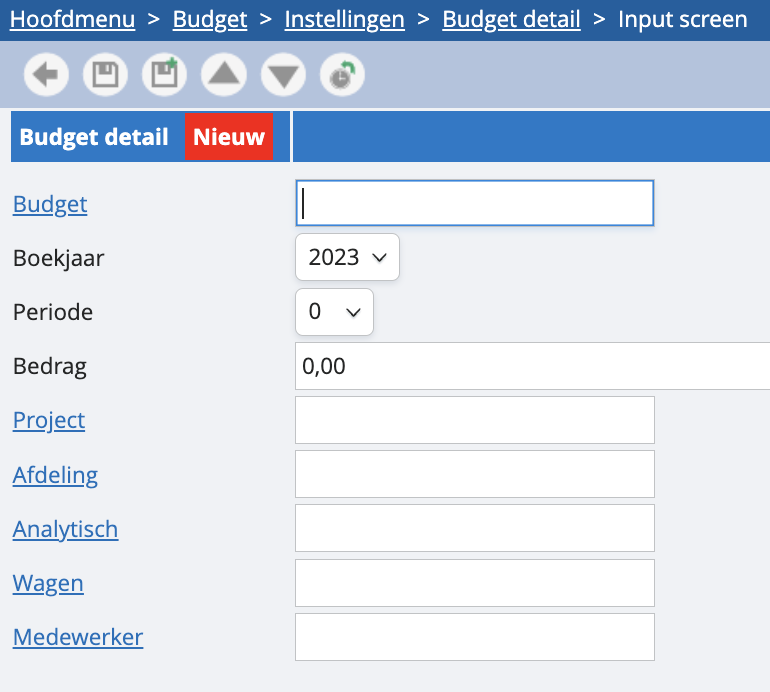 Hoofdmenu > Budget > Instellingen > Budget detail > Input screen
Budget detail Nieuw
Budget
Boekjaar 2023
Periode 0
Bedrag 0,00
Project
Afdeling
Analytisch
Wagen
Medewerker